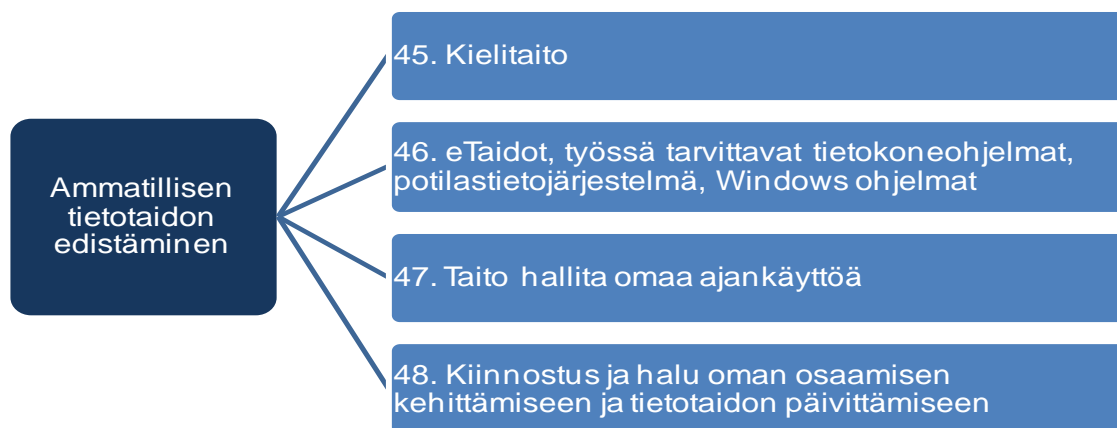 Ammatillisen
tietotaidon
edistäminen
45. Kielitaito
46. eTaidot, työssä tarvittavat tietokoneohjelmat,
potilastietojärjestelmä, Windows ohjelmat
47. Taito hallita omaa ajankäyttöä
48. Kiinnostus ja halu oman osaamisen
kehittämiseen ja tietotaidon päivittämiseen